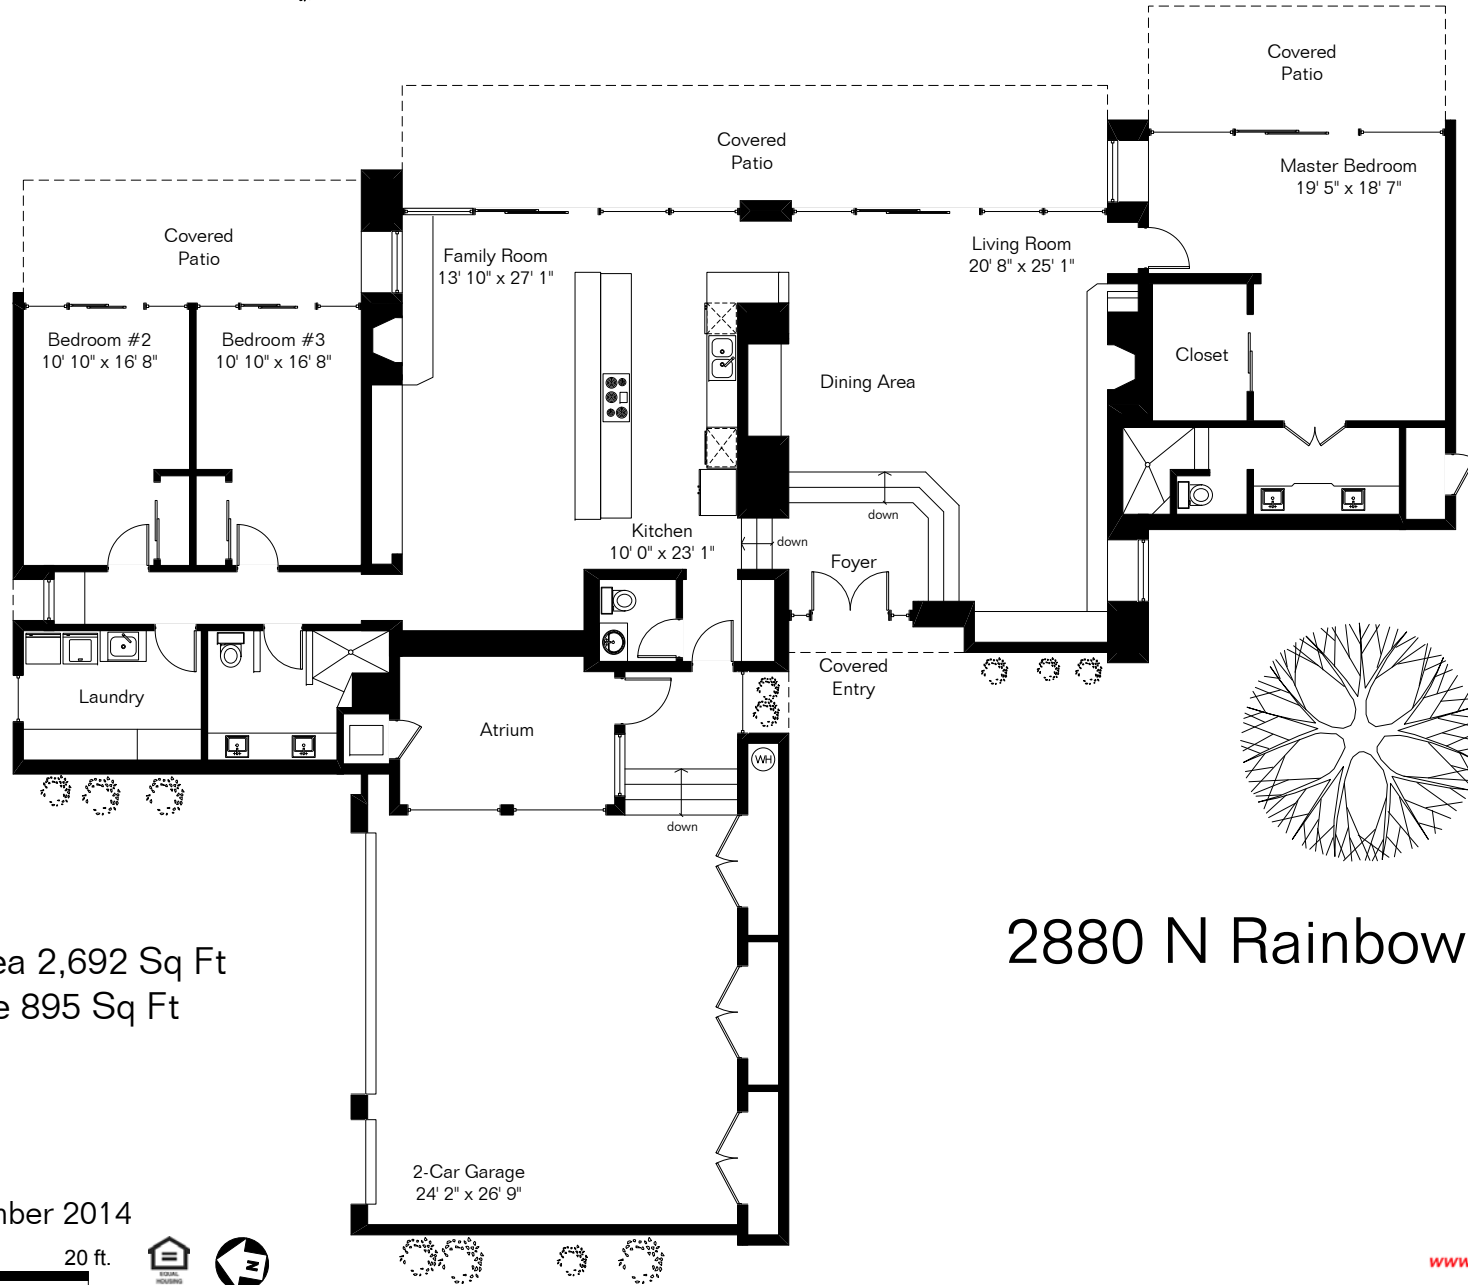 Covered
Patio
Covered
Patio
Master Bedroom
19' 5" x 18' 7"
Covered
Patio
Family Room
13' 10" x 27' 1"
Living Room
20' 8" x 25' 1"
Bedroom #2
10' 10" x 16' 8"
Bedroom #3
10' 10" x 16' 8"
Closet
Dining Area
down
Kitchen
10' 0" x 23' 1"
down
Foyer
Covered
Entry
Laundry
Atrium
WH
down
2880 N Rainbow
ea 2,692 Sq Ft
e 895 Sq Ft
2-Car Garage
24' 2" x 26' 9"
mber 2014
20 ft.
EQUAL
HOUSING
N
www